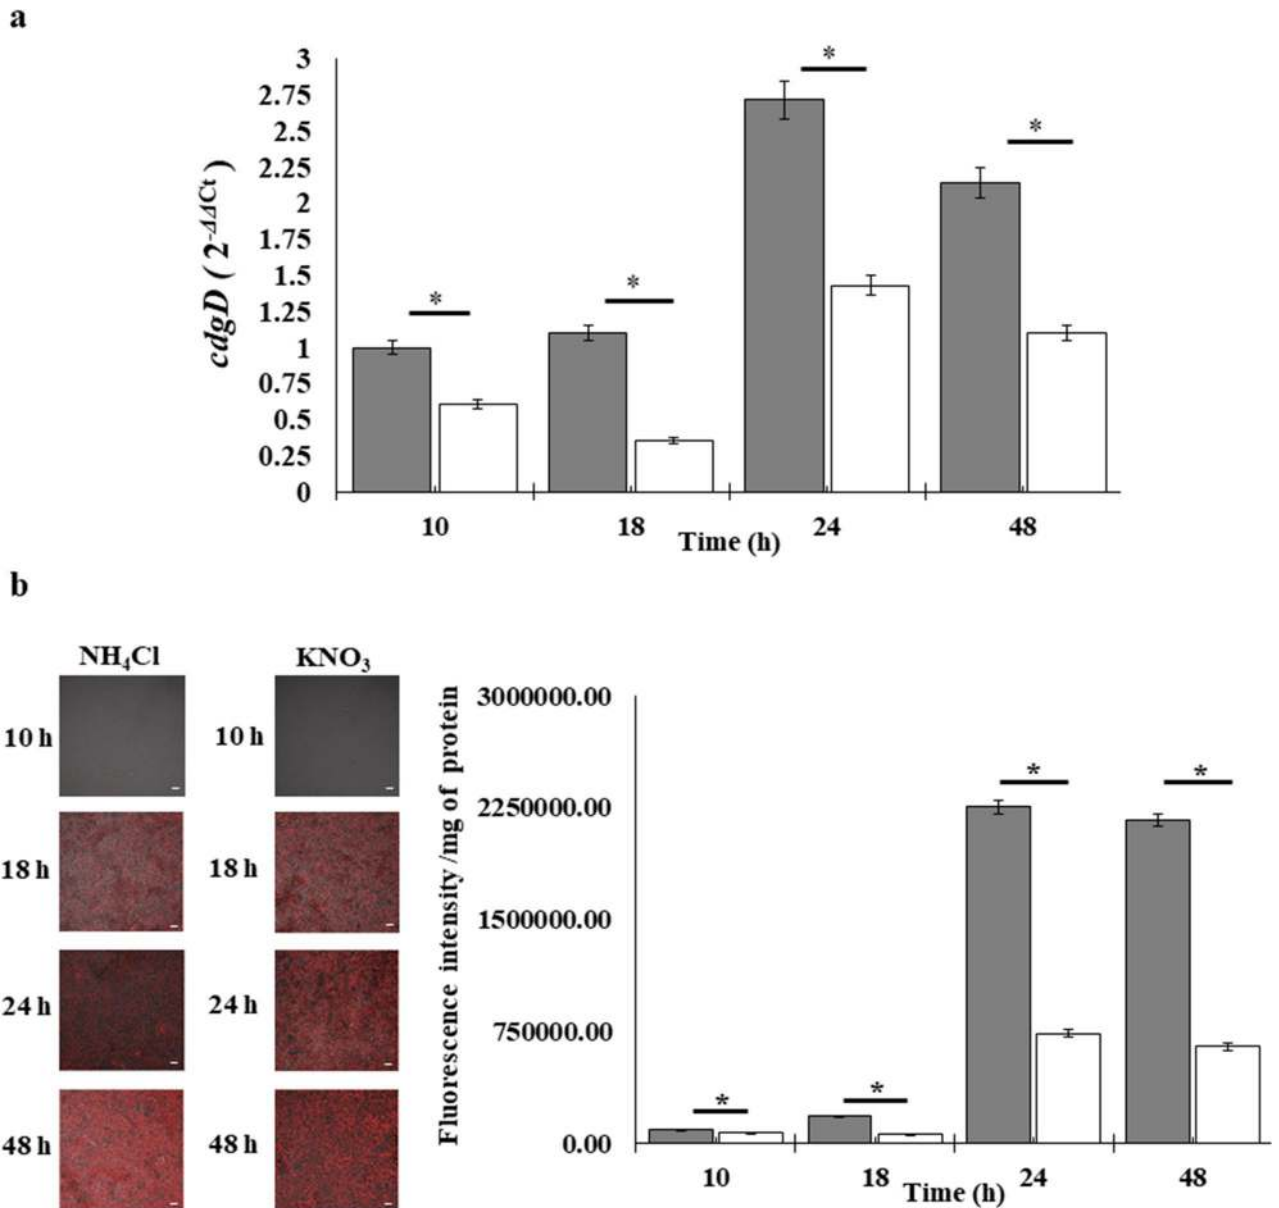 a
*
*
*
*
3
2.75
2.5
2.25
2
1.75
1.5
1.25
1
0.75
0.5
0.25
0
cdgD ( 2^-ΔΔCt )
10 18 24 48
Time (h)
b
NH₄Cl KNO₃
10 h 10 h
18 h 18 h
24 h 24 h
48 h 48 h
Fluorescence intensity /mg of protein
3000000.00
2250000.00
1500000.00
750000.00
0.00
*
*
*
*
10 18 24 48
Time (h)